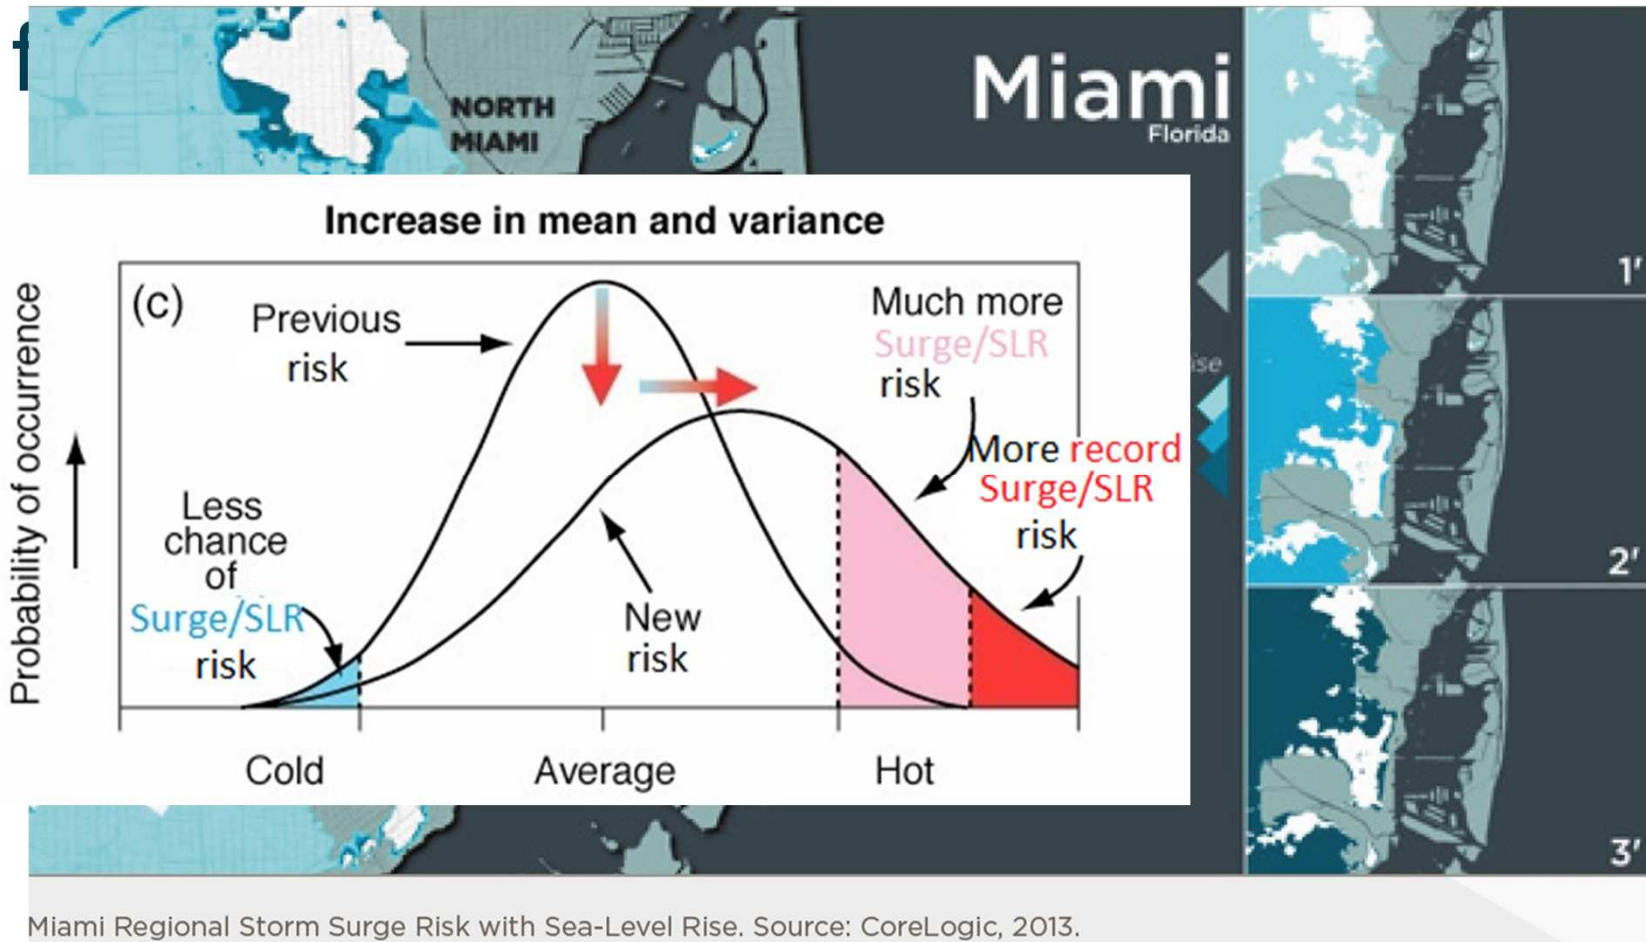 f
NORTH
MIAMI
Miami
Florida
Increase in mean and variance
(c)
Previous
risk
Much more
Surge/SLR
risk
More record
Surge/SLR
risk
Less
chance
of
Surge/SLR
risk
New
risk
Probability of occurrence
Cold Average Hot
ise
1'
2'
3'
Miami Regional Storm Surge Risk with Sea-Level Rise. Source: CoreLogic, 2013.